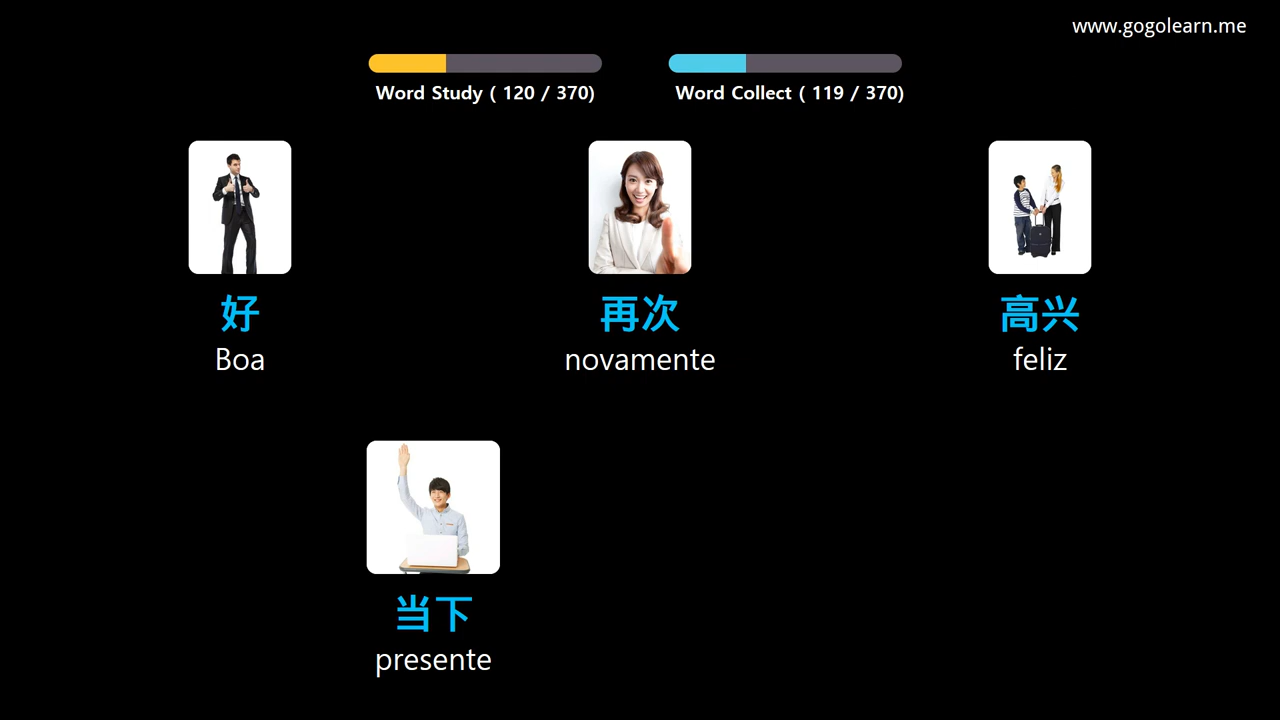 www.gogolearn.me
Word Study ( 120 / 370)
Word Collect ( 119 / 370)
好
Boa
再次
novamente
高兴
feliz
当下
presente